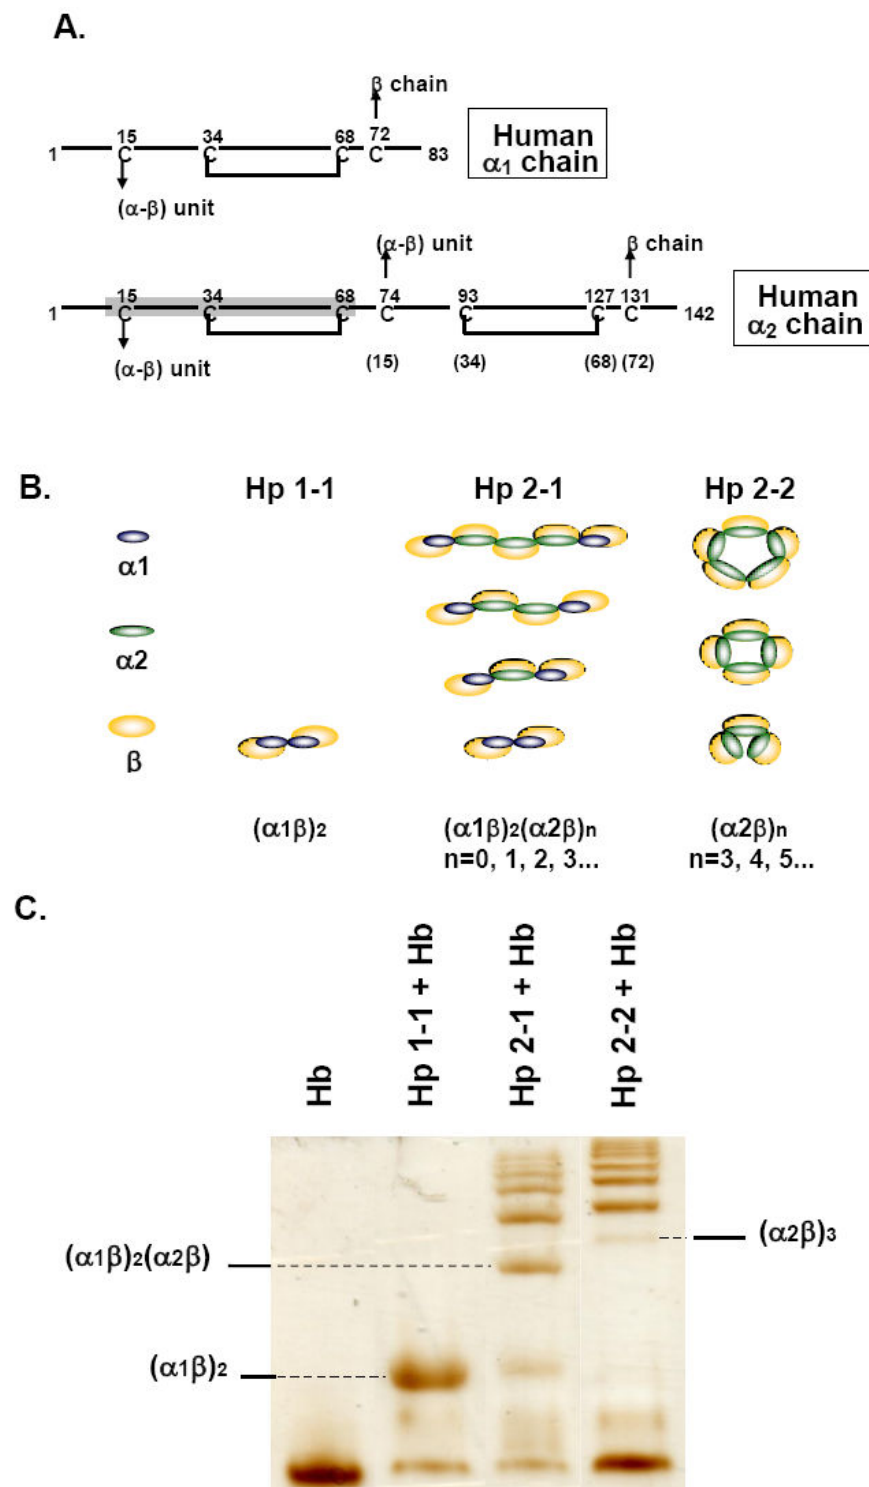 A.
β chain
15 34 68 72
1 C C C C 83
(α-β) unit
Human
α1 chain
(α-β) unit β chain
15 34 68 74 93 127 131
1 C C C C C C C 142
(α-β) unit
(15) (34) (68) (72)
Human
α2 chain
B.
Hp 1-1 Hp 2-1 Hp 2-2
α1
α2
β
(α1β)2 (α1β)2(α2β)n (α2β)n
n=0, 1, 2, 3... n=3, 4, 5...
C.
Hb
Hp 1-1 + Hb
Hp 2-1 + Hb
Hp 2-2 + Hb
(α2β)3
(α1β)2(α2β)
(α1β)2